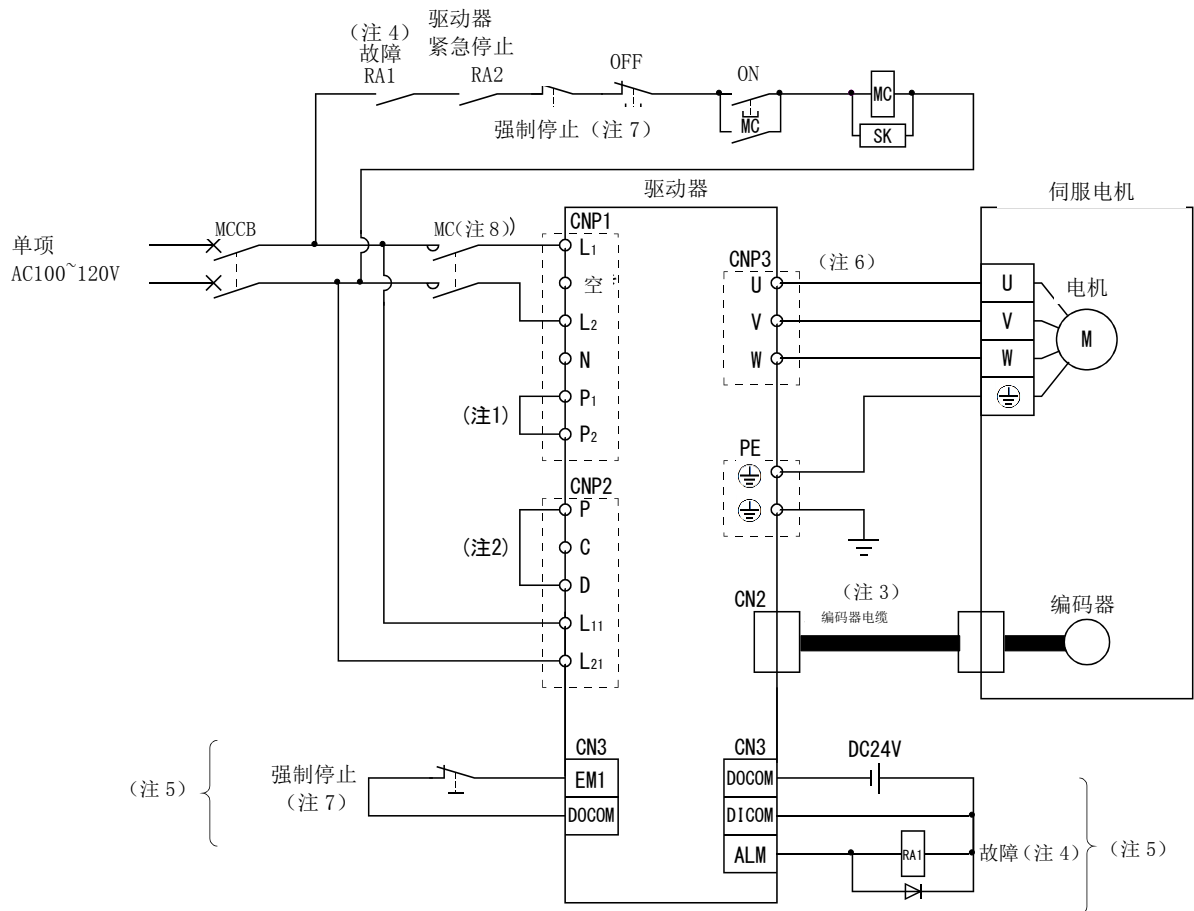 （注 4） 驱动器
故障 紧急停止
RA1 RA2
OFF
ON
MC
MC
SK
强制停止（注 7）
驱动器
伺服电机
单项
AC100~120V
MCCB
MC(注 8))
CNP1
L1
空
L2
N
P1
P2
(注1)
CNP3
U
V
W
（注 6）
U
V
W
电机
M
PE
CNP2
P
C
D
L11
L21
(注2)
CN2
（注 3）
编码器电缆
编码器
（注 5）
强制停止
（注 7）
CN3
EM1
DOCOM
CN3
DOCOM
DICOM
ALM
DC24V
RA1
故障（注 4）
（注 5）